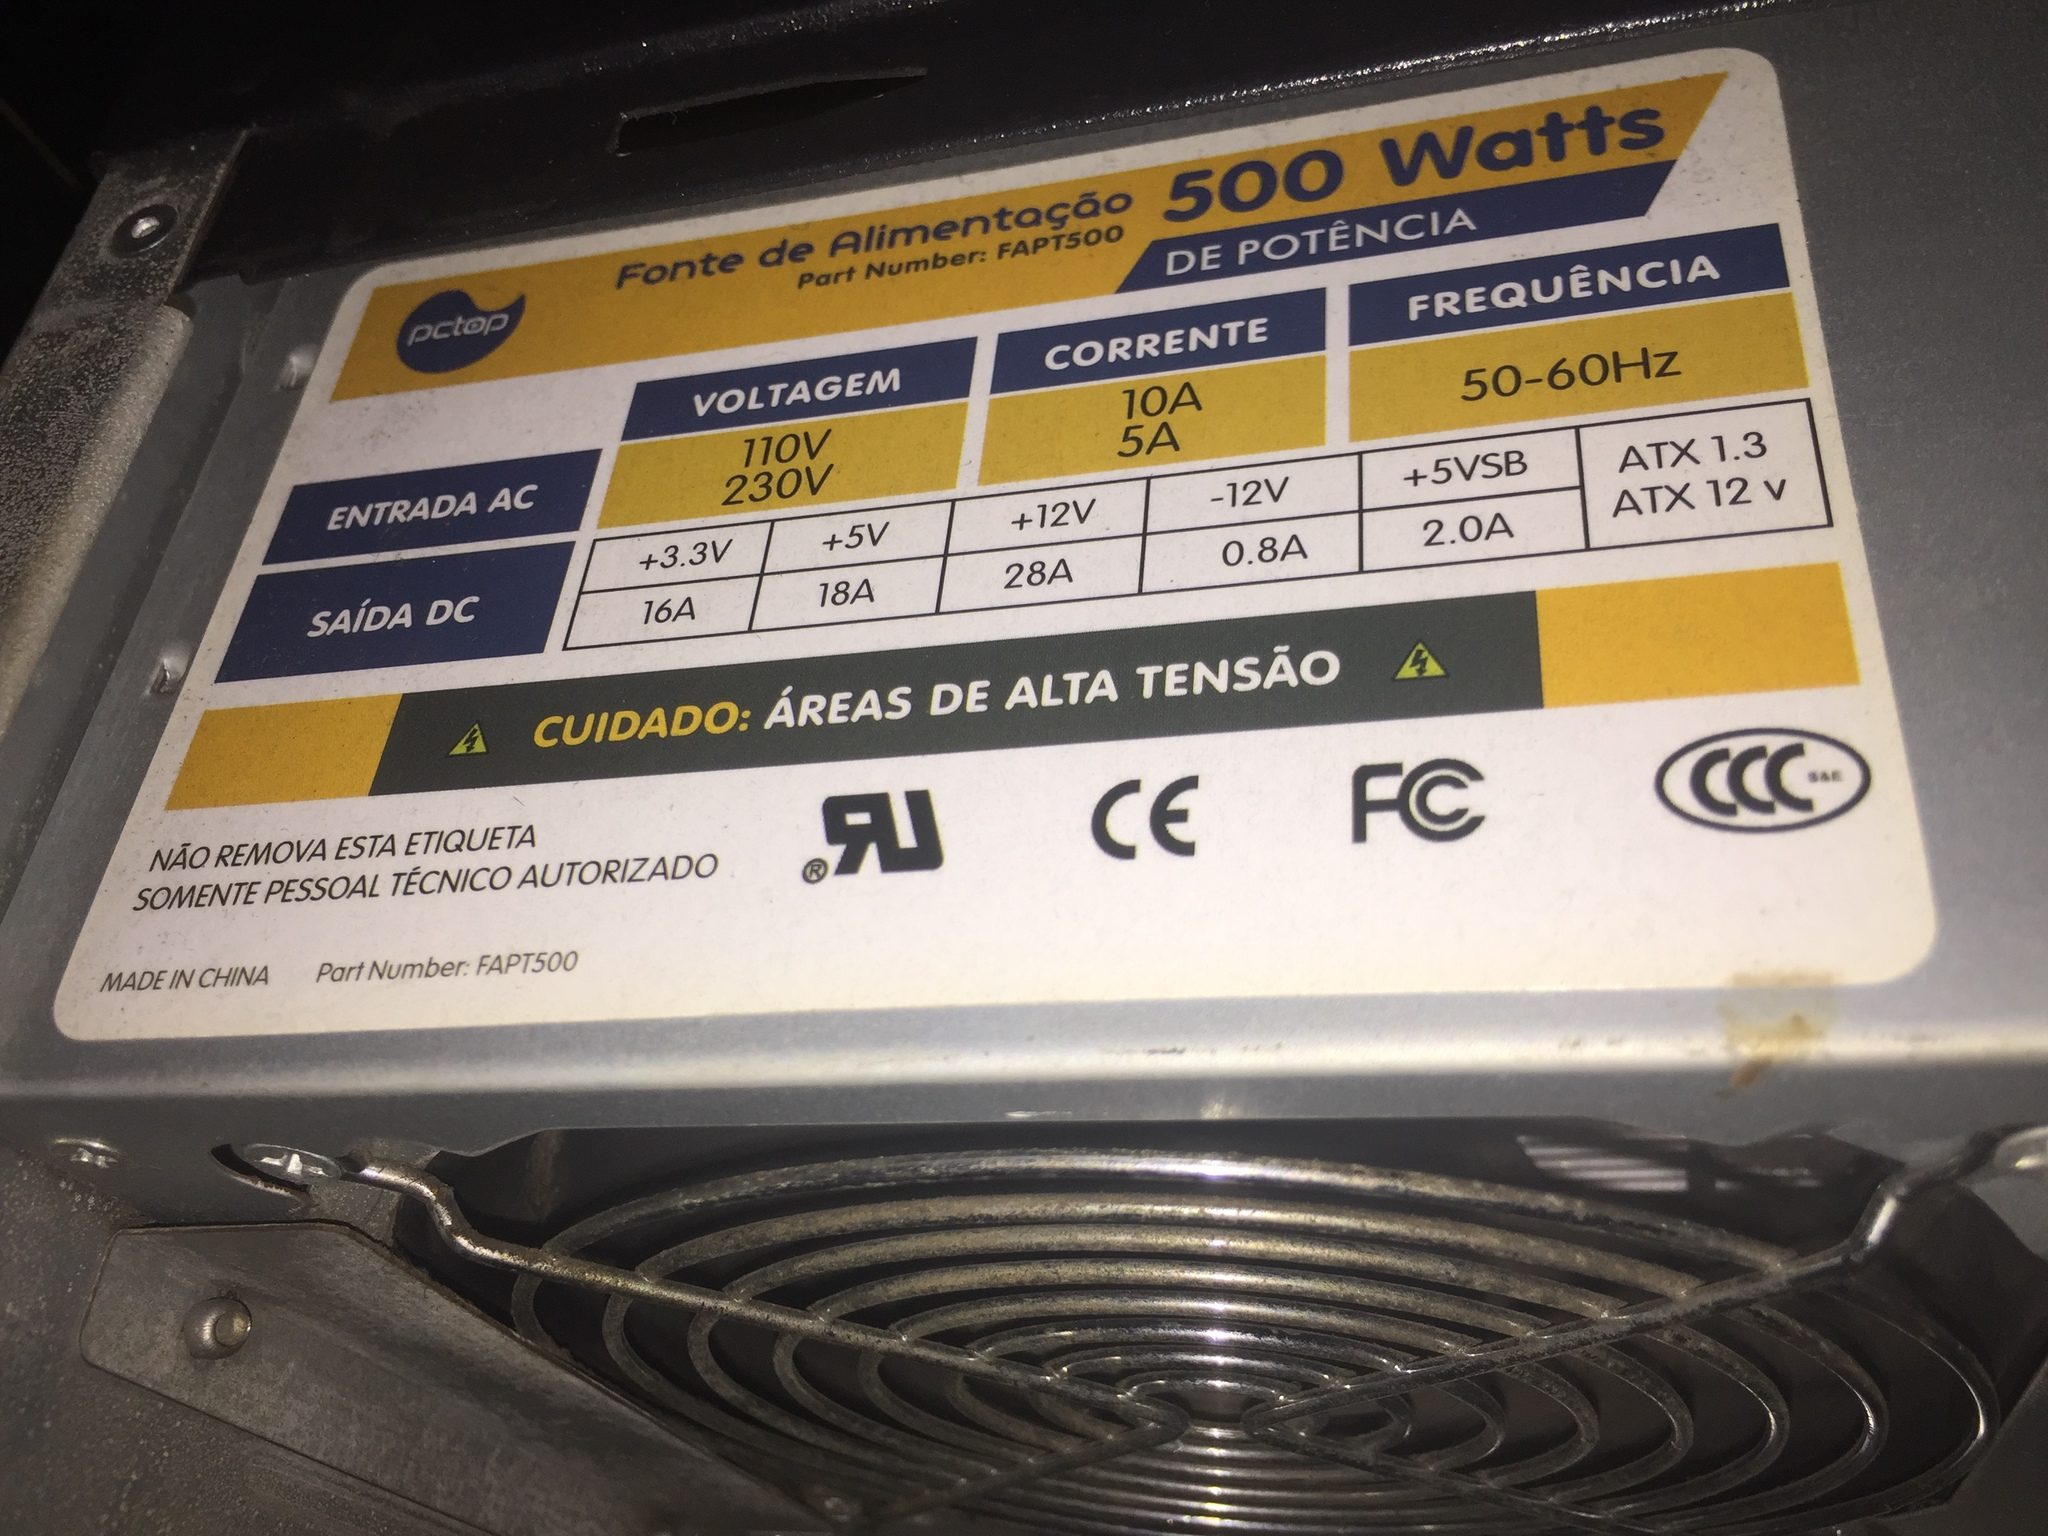 Fonte de Alimentação 500 Watts
Part Number: FAPT500
DE POTÊNCIA
pctop
VOLTAGEM CORRENTE FREQUÊNCIA
ENTRADA AC 110V 10A 50-60Hz
230V 5A
SAÍDA DC +3.3V +5V +12V -12V +5VSB ATX 1.3
16A 18A 28A 0.8A 2.0A ATX 12 v
CUIDADO: ÁREAS DE ALTA TENSÃO
NÃO REMOVA ESTA ETIQUETA
SOMENTE PESSOAL TÉCNICO AUTORIZADO
® RU CE FC CCC S&E
MADE IN CHINA Part Number: FAPT500